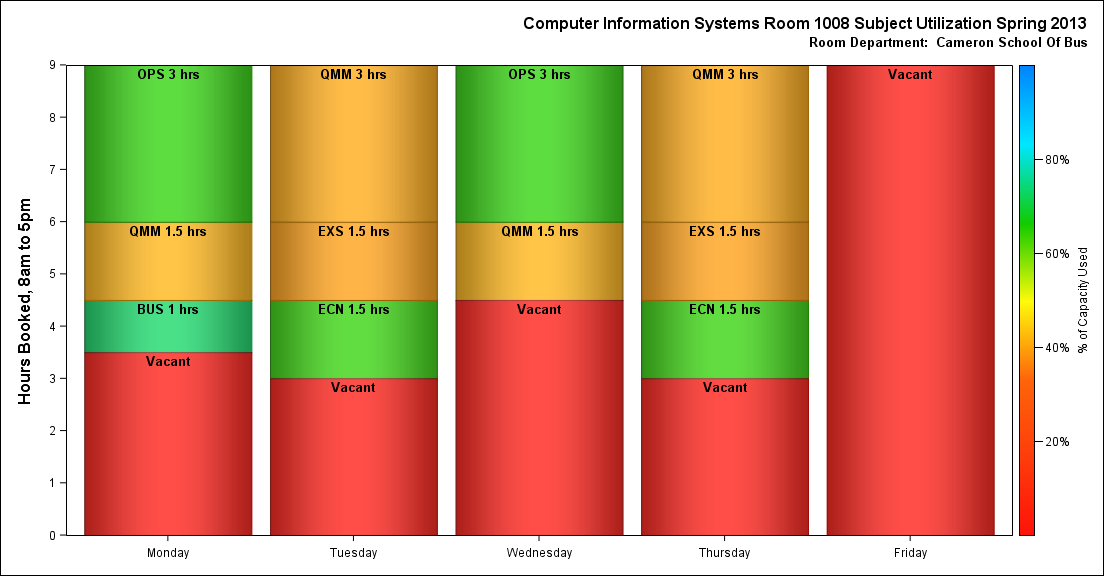 Computer Information Systems Room 1008 Subject Utilization Spring 2013
Room Department: Cameron School Of Bus
Hours Booked, 8am to 5pm
9
8
7
6
5
4
3
2
1
0
OPS 3 hrs
QMM 1.5 hrs
BUS 1 hrs
Vacant
QMM 3 hrs
EXS 1.5 hrs
ECN 1.5 hrs
Vacant
OPS 3 hrs
QMM 1.5 hrs
Vacant
QMM 3 hrs
EXS 1.5 hrs
ECN 1.5 hrs
Vacant
Vacant
Monday Tuesday Wednesday Thursday Friday
80%
60%
40%
20%
% of Capacity Used